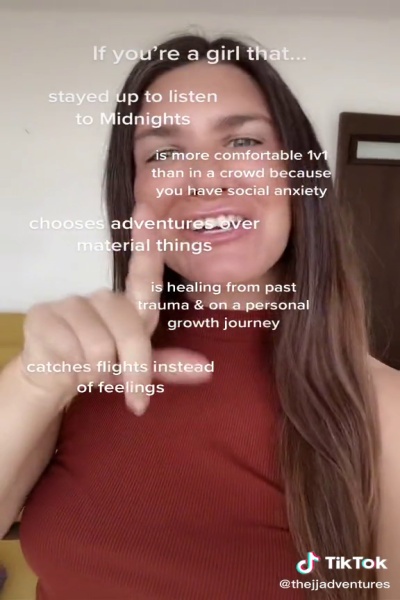 If you're a girl that...
stayed up to listen
to Midnights
is more comfortable 1v1
than in a crowd because
you have social anxiety
chooses adventures over
material things
is healing from past
trauma & on a personal
growth journey
catches flights instead
of feelings
TikTok
@thejjadventures